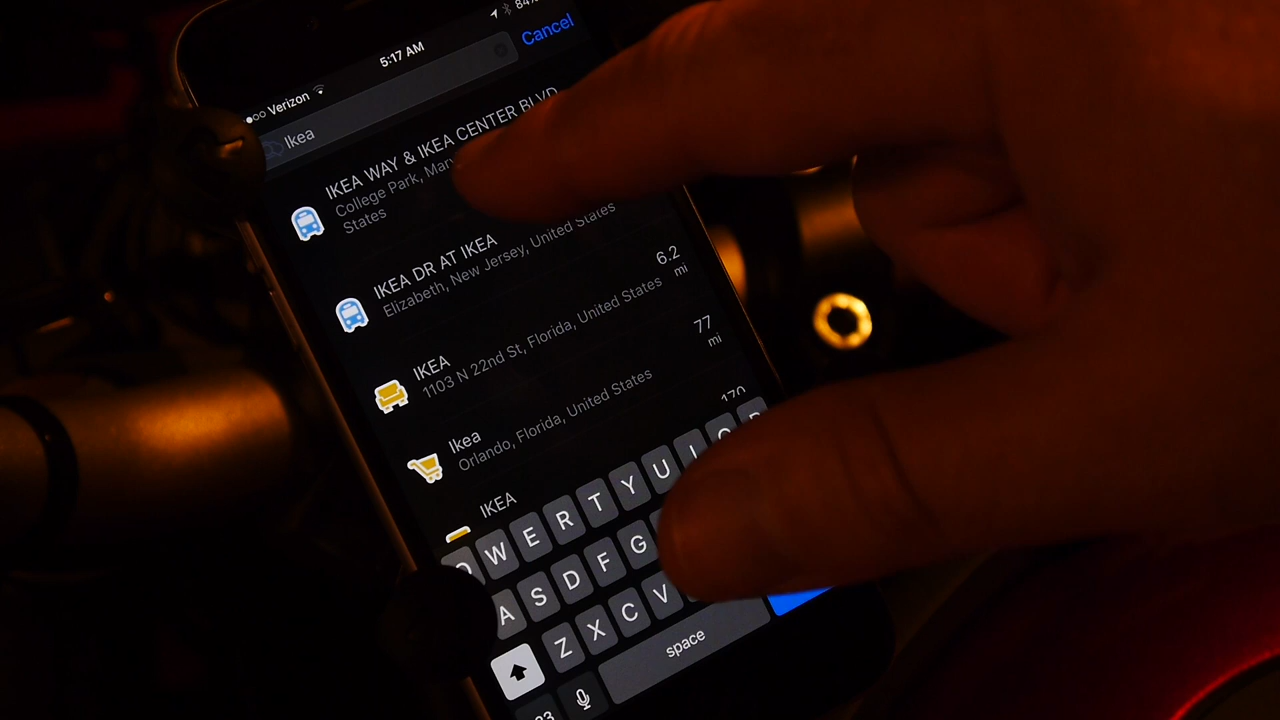 84%
5:17 AM
Verizon
Cancel
Ikea
IKEA WAY & IKEA CENTER BLVD
College Park,
States
IKEA DR AT IKEA
Elizabeth, New Jersey, United States
6.2
mi
IKEA
1103 N 22nd St, Florida, United States
77
mi
Ikea
Orlando, Florida, United States
170
IKEA
W E R T Y U
A S D F G
Z X C V
space